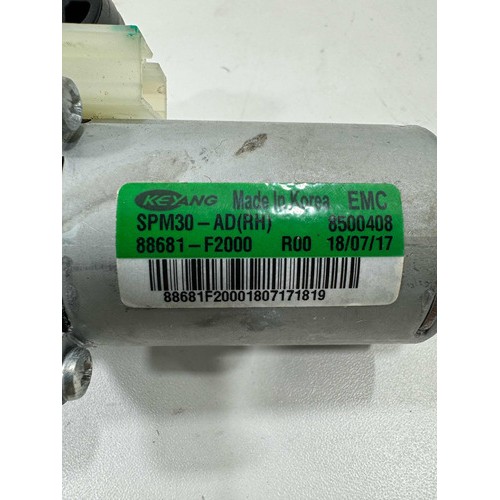 KEYANG Made In Korea EMC
SPM30-AD(RH) 8500408
88681-F2000 R00 18/07/17
88681F20001807171819